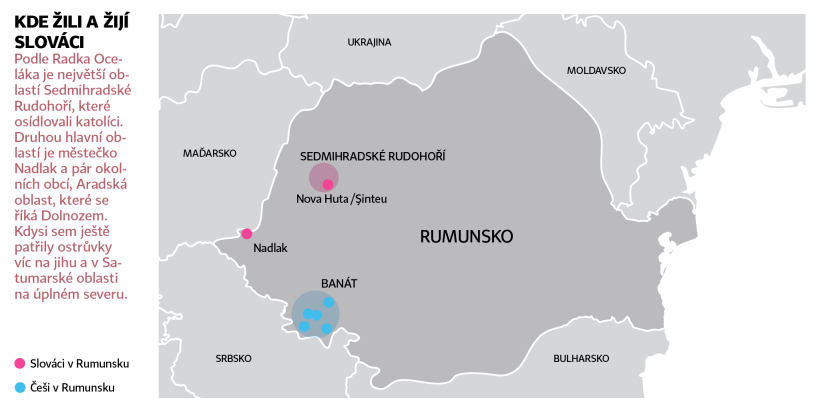 KDE ŽILI A ŽIJÍ
SLOVÁCI
Podle Radka Oce-
láka je největší ob-
lastí Sedmihradské
Rudohoří, které
osídlovali katolíci.
Druhou hlavní ob-
lastí je městečko
Nadlak a pár okol-
ních obcí, Aradská
oblast, které se
říká Dolnozem.
Kdysi sem ještě
patřily ostrůvky
víc na jihu a v Sa-
tumarské oblasti
na úplném severu.
Slováci v Rumunsku
Češi v Rumunsku
UKRAJINA
MOLDAVSKO
MAĎARSKO
SEDMIHRADSKÉ RUDOHOŘÍ
Nova Huta /Șinteu
RUMUNSKO
Nadlak
BANÁT
SRBSKO
BULHARSKO